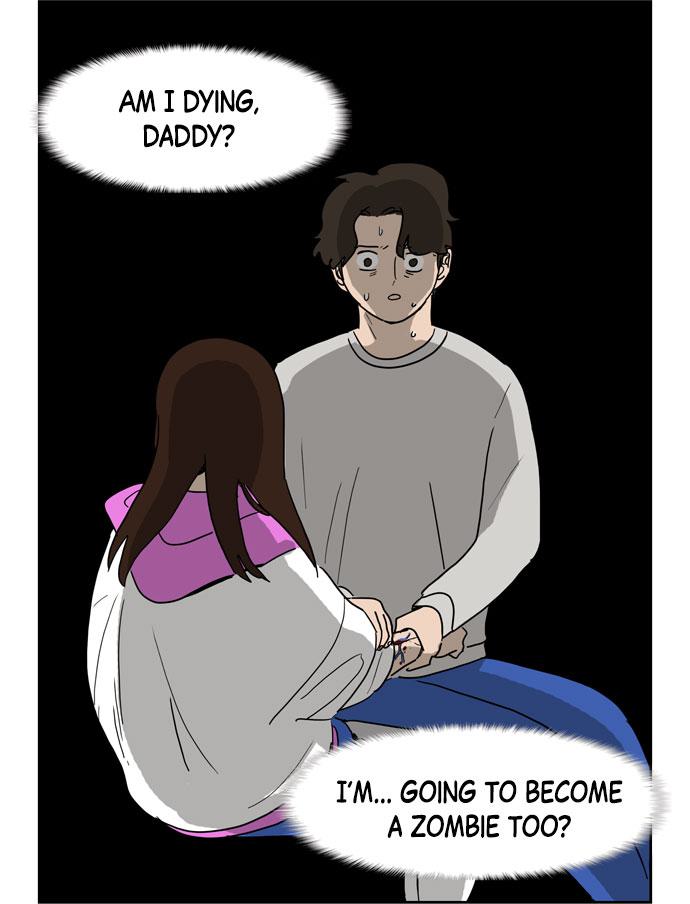 AM I DYING,
DADDY?
I'M... GOING TO BECOME
A ZOMBIE TOO?